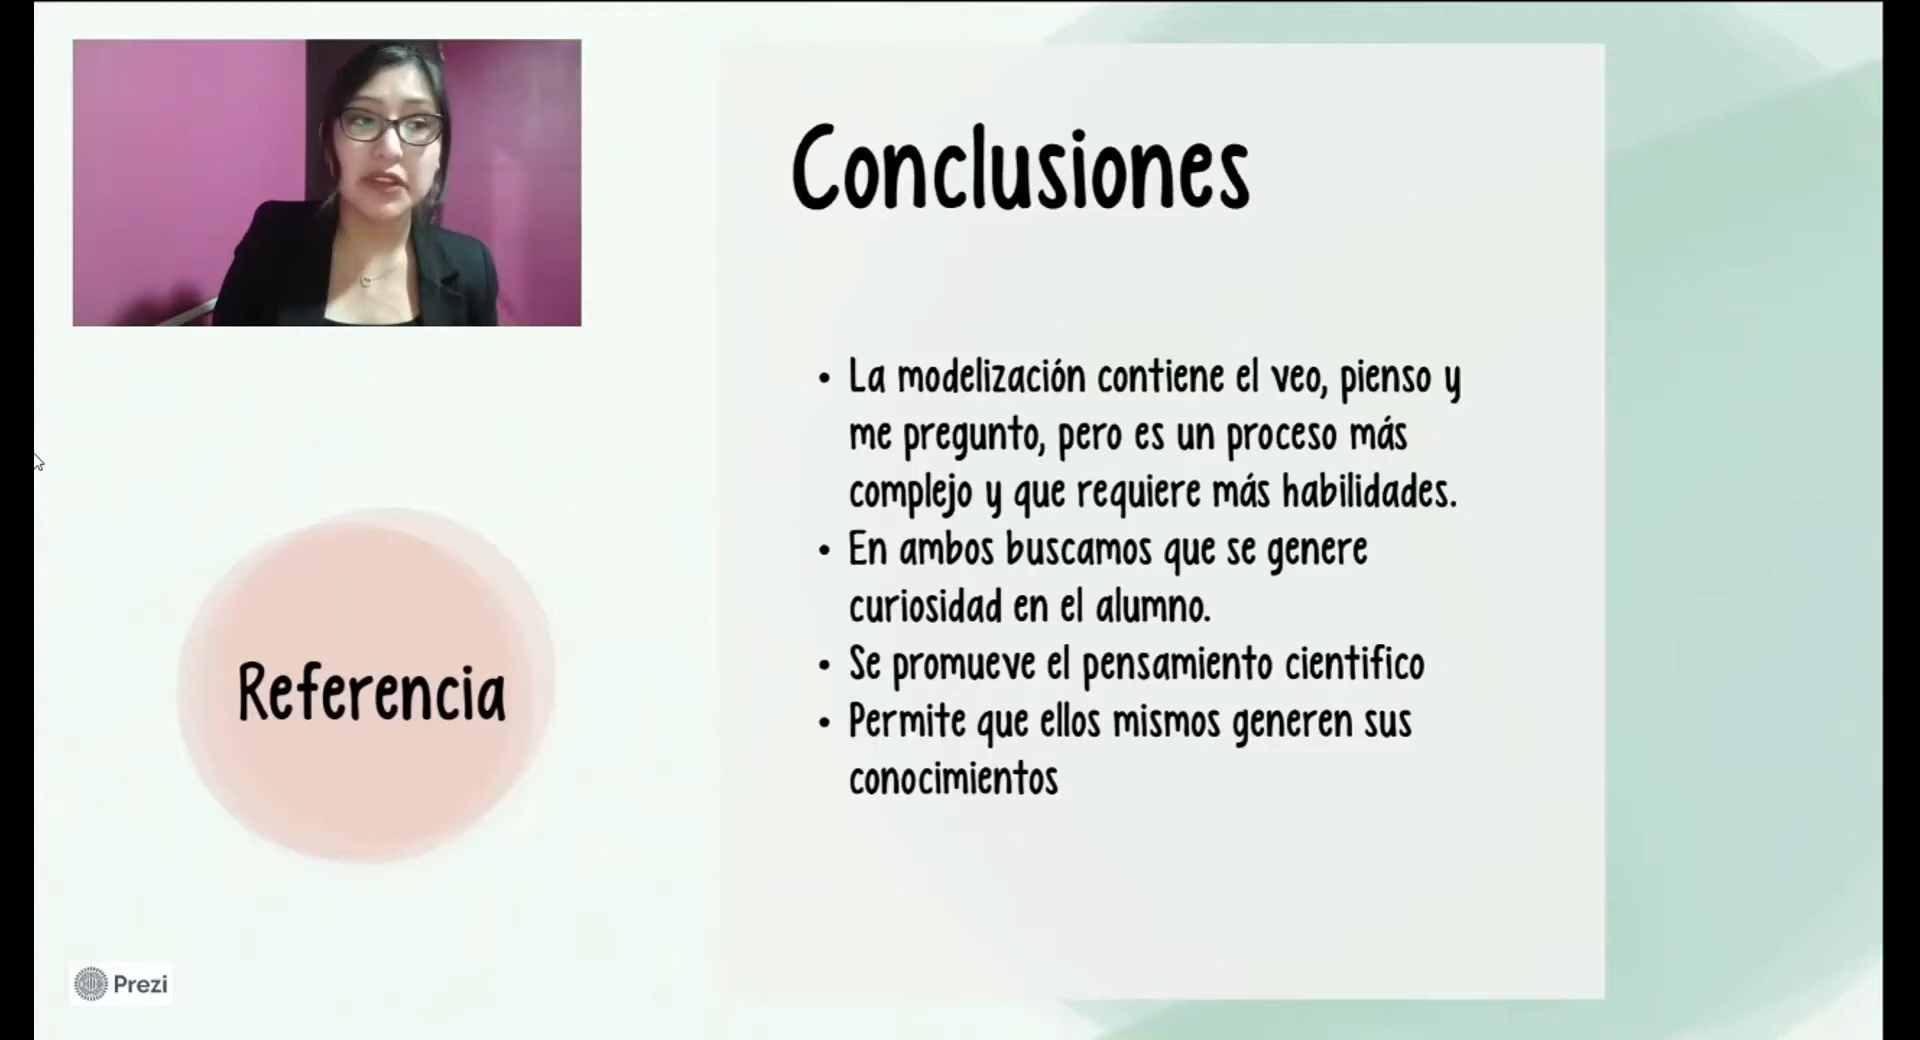 Conclusiones
• La modelización contiene el veo, pienso y
me pregunto, pero es un proceso más
complejo y que requiere más habilidades.
• En ambos buscamos que se genere
curiosidad en el alumno.
• Se promueve el pensamiento cientifico
• Permite que ellos mismos generen sus
conocimientos
Referencia
Prezi